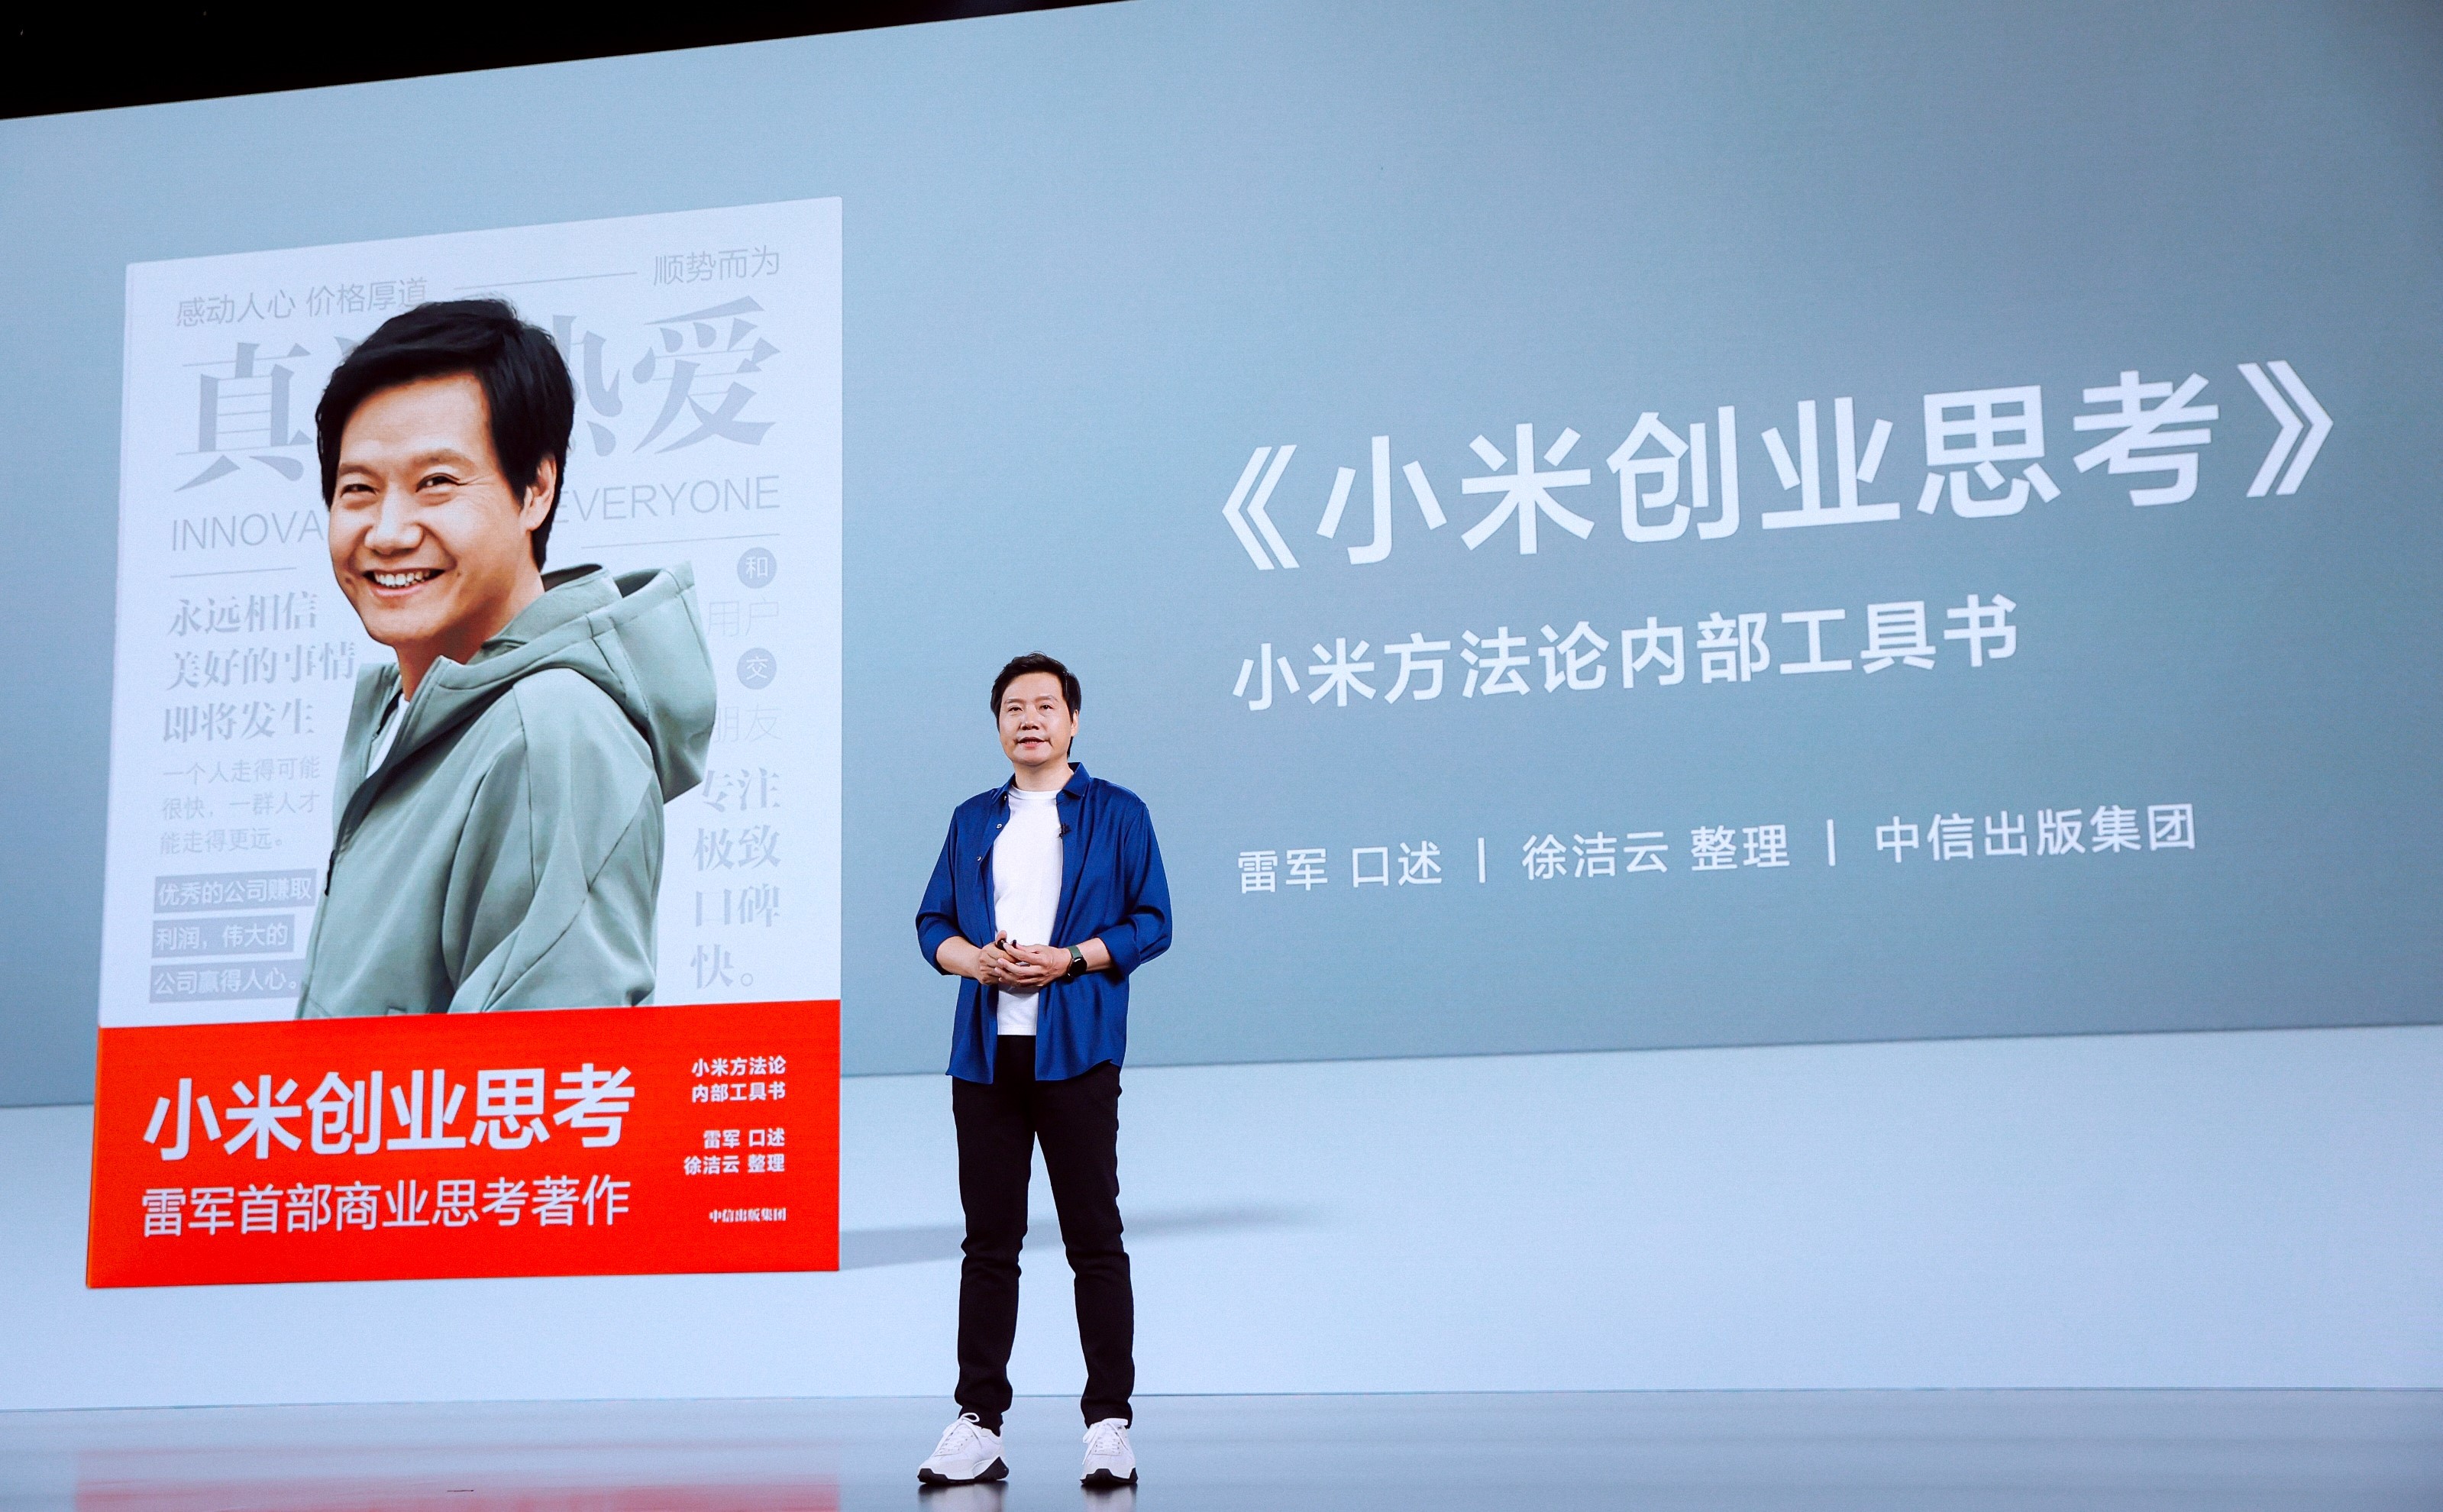 感动人心 价格厚道
顺势而为
真 热爱
INNOVA EVERYONE
永远相信
美好的事情
即将发生
一个人走得可能
很快，一群人才
能走得更远。
优秀的公司赚取
利润，伟大的
公司赢得人心。
和
用户
交
朋友
专注
极致
口碑
快。
小米创业思考
雷军首部商业思考著作
小米方法论
内部工具书
雷军 口述
徐洁云 整理
中信出版集团
《小米创业思考》
小米方法论内部工具书
雷军 口述 | 徐洁云 整理 | 中信出版集团